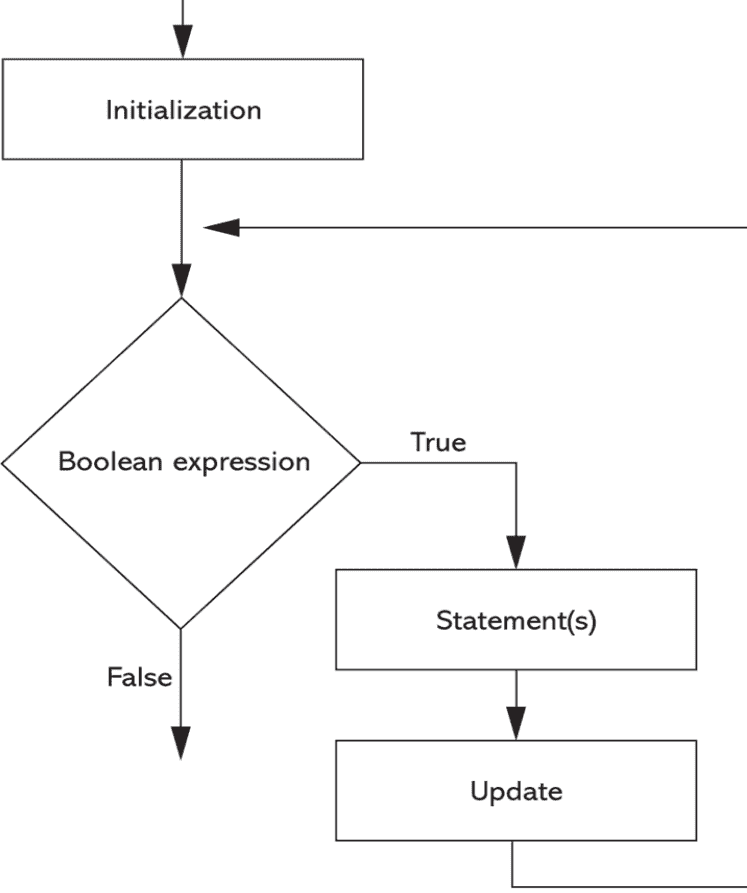 Initialization
Boolean expression
True
Statement(s)
False
Update